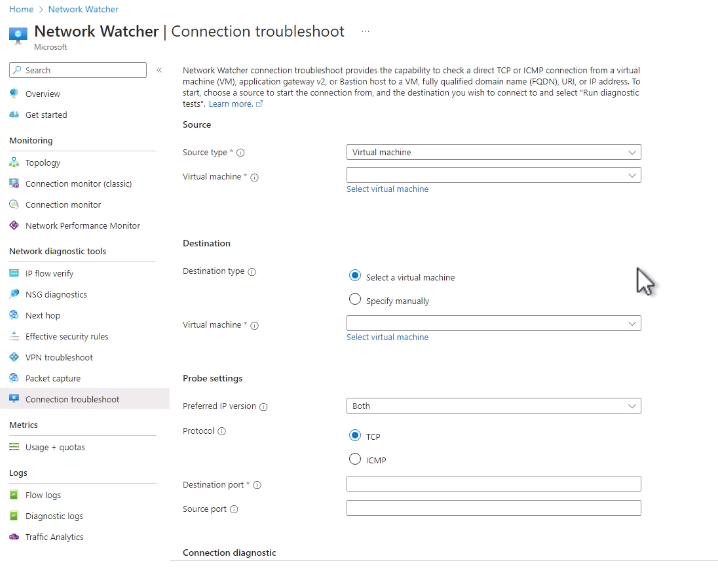 Home > Network Watcher
Network Watcher | Connection troubleshoot ...
Microsoft
Search «
Overview
Get started
Monitoring
Topology
Connection monitor (classic)
Connection monitor
Network Performance Monitor
Network diagnostic tools
IP flow verify
NSG diagnostics
Next hop
Effective security rules
VPN troubleshoot
Packet capture
Connection troubleshoot
Metrics
Usage + quotas
Logs
Flow logs
Diagnostic logs
Traffic Analytics
Network Watcher connection troubleshoot provides the capability to check a direct TCP or ICMP connection from a virtual
machine (VM), application gateway v2, or Bastion host to a VM, fully qualified domain name (FQDN), URI, or IP address. To
start, choose a source to start the connection from, and the destination you wish to connect to and select "Run diagnostic
tests". Learn more.
Source
Source type * Virtual machine
Virtual machine *
Select virtual machine
Destination
Destination type Select a virtual machine
Specify manually
Virtual machine *
Select virtual machine
Probe settings
Preferred IP version Both
Protocol TCP
ICMP
Destination port *
Source port
Connection diagnostic